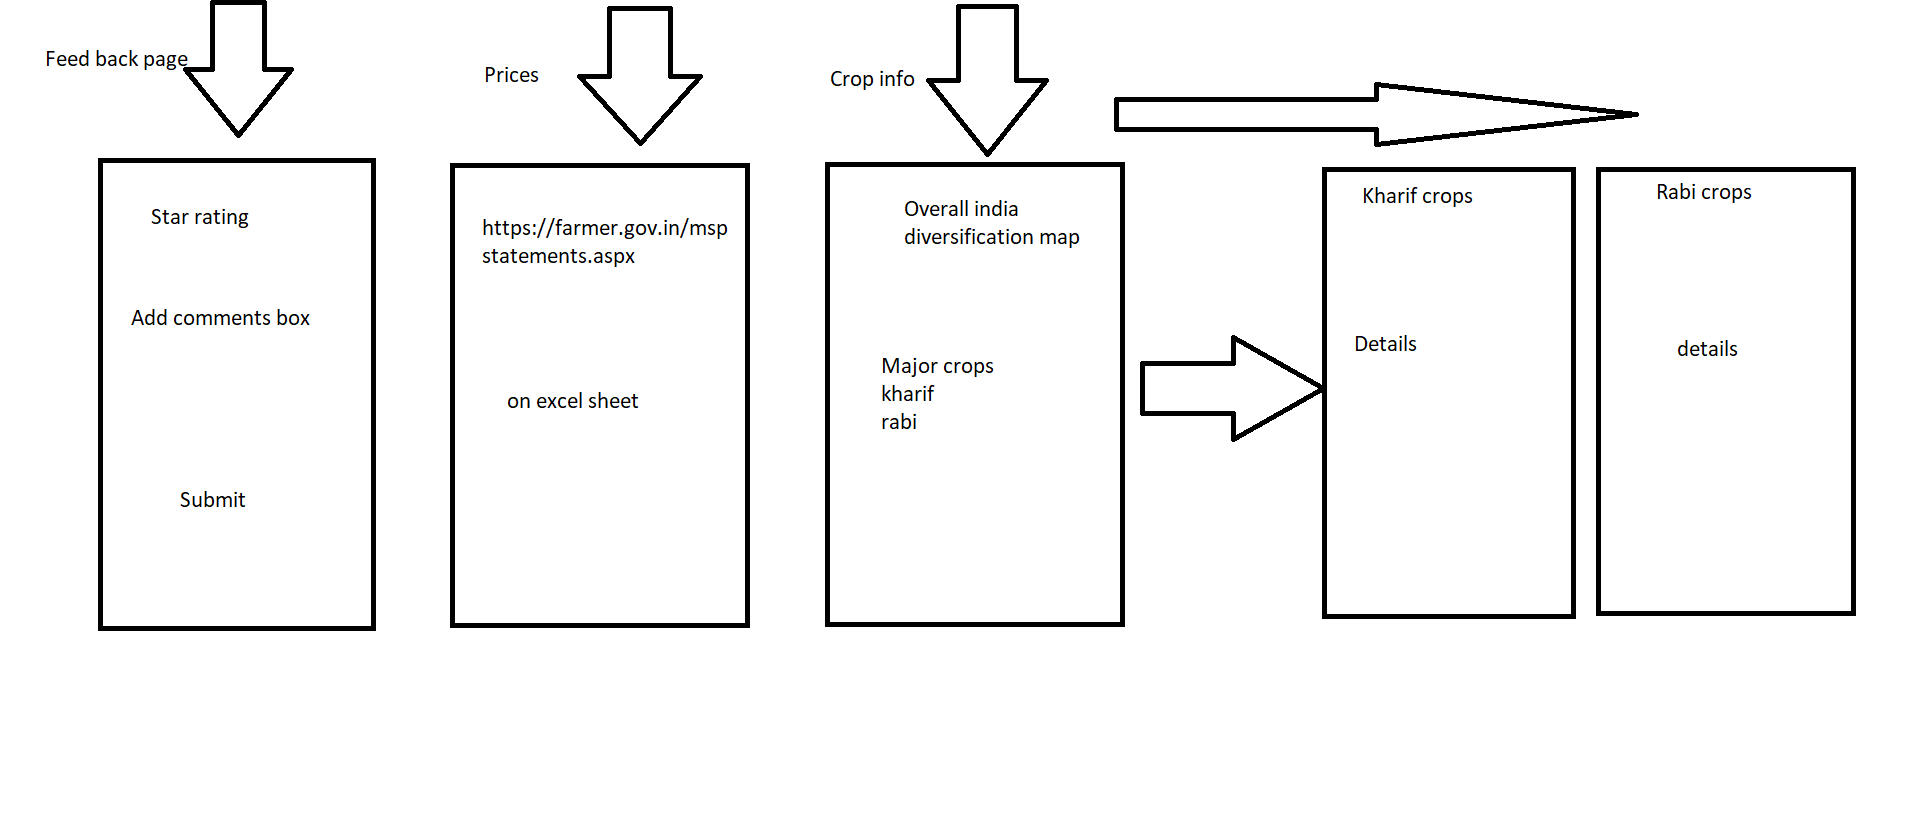 Feed back page
Prices
Crop info
Star rating
Add comments box
Submit
https://farmer.gov.in/msp
statements.aspx
on excel sheet
Overall india
diversification map
Major crops
kharif
rabi
Kharif crops
Details
Rabi crops
details